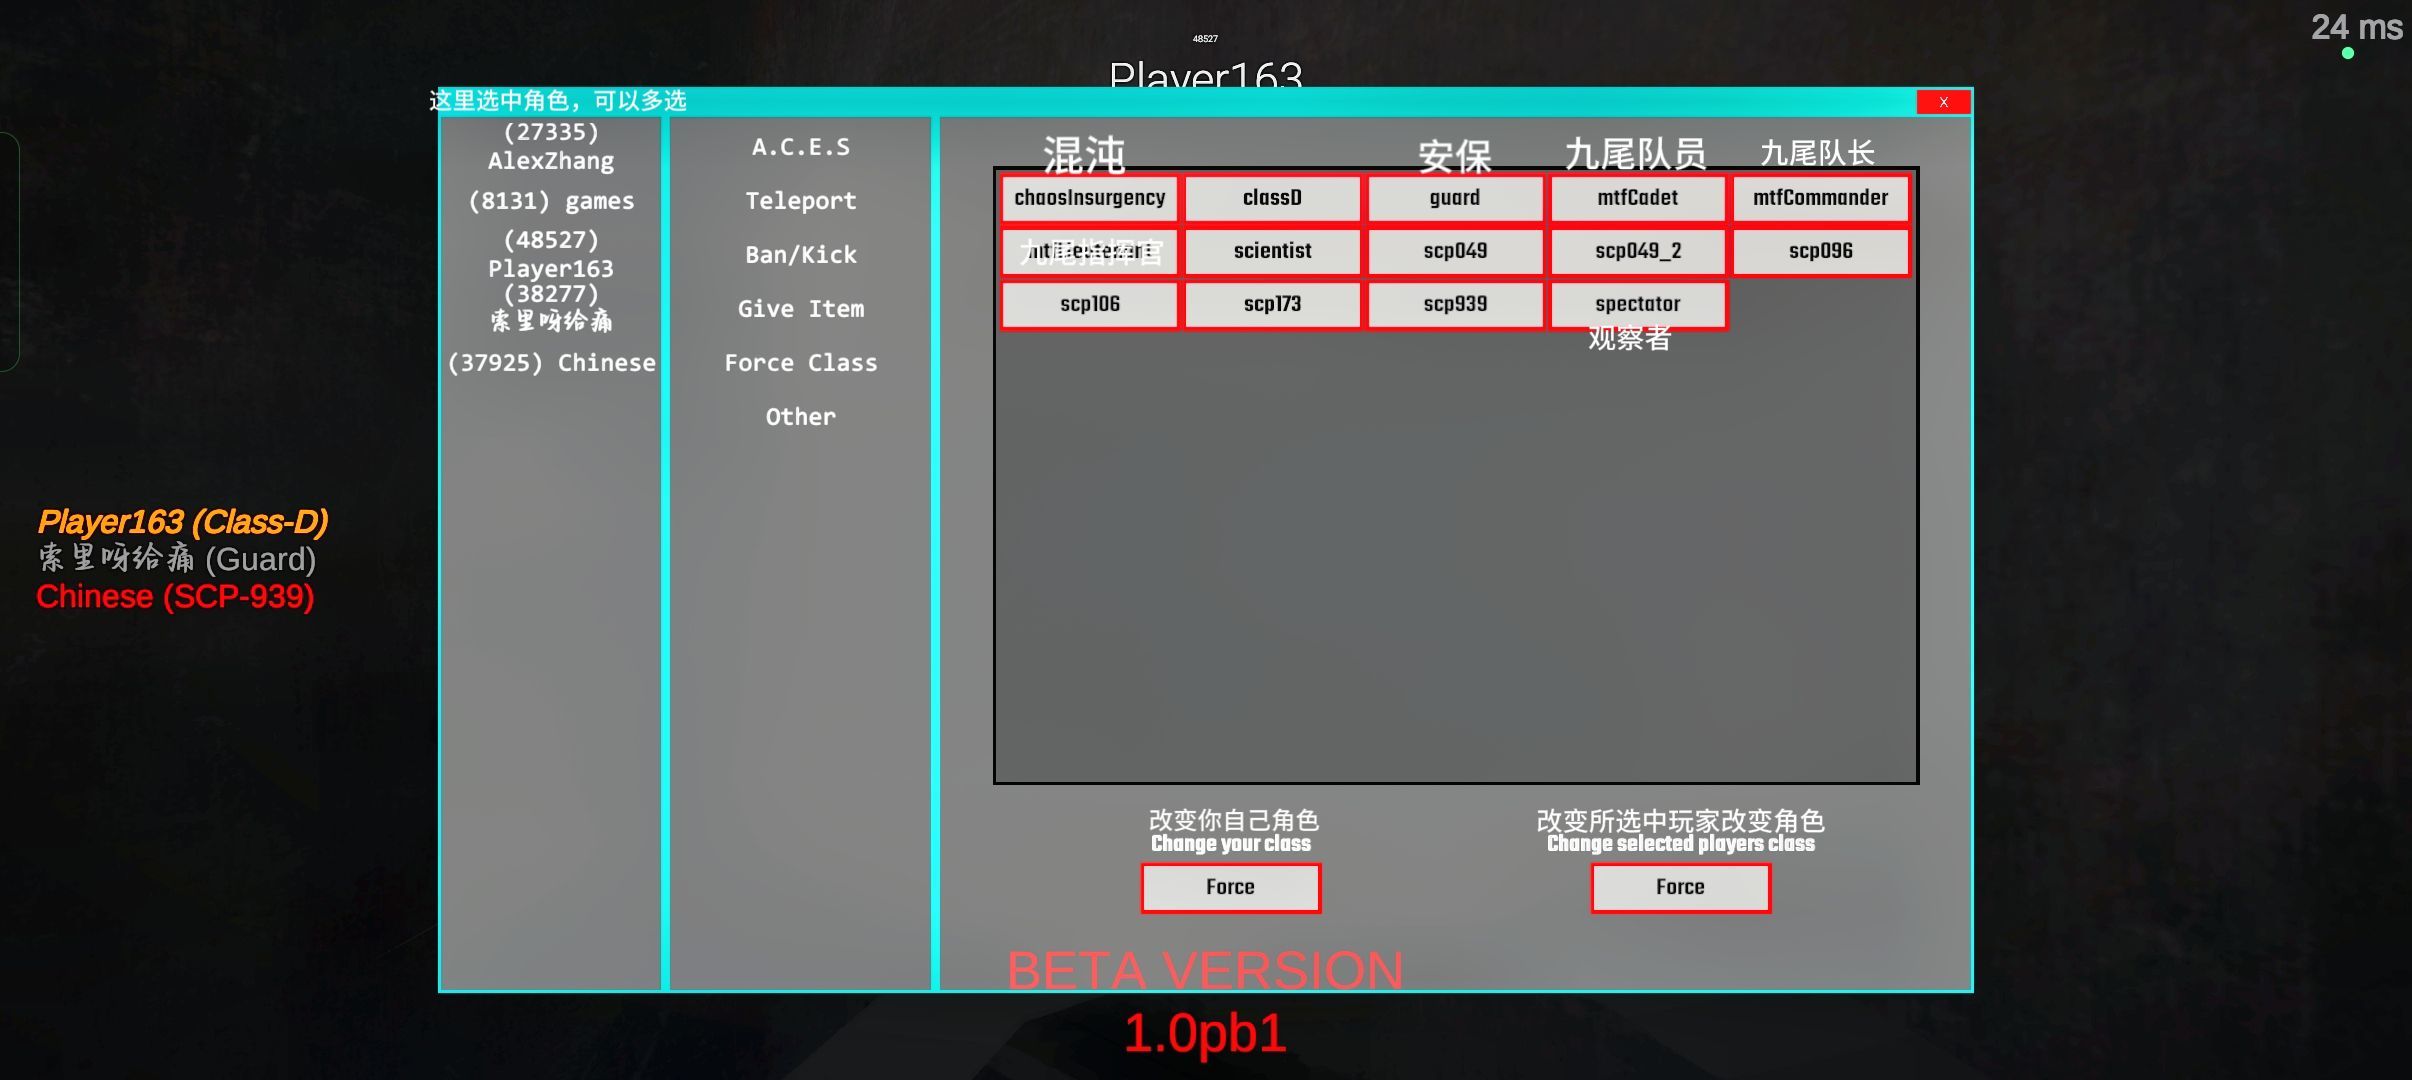 24 ms
48527
Player163
这里选中角色，可以多选
X
(27335)
AlexZhang
(8131) games
(48527)
Player163
(38277)
索里呀给痛
(37925) Chinese
A.C.E.S
Teleport
Ban/Kick
Give Item
Force Class
Other
混沌
安保
九尾队员
九尾队长
chaosInsurgency
classD
guard
mtfCadet
mtfCommander
九尾指挥官
scientist
scp049
scp049_2
scp096
scp106
scp173
scp939
spectator
观察者
Player163 (Class-D)
索里呀给痛 (Guard)
Chinese (SCP-939)
改变你自己角色
Change your class
Force
改变所选中玩家改变角色
Change selected players class
Force
BETA VERSION
1.0pb1